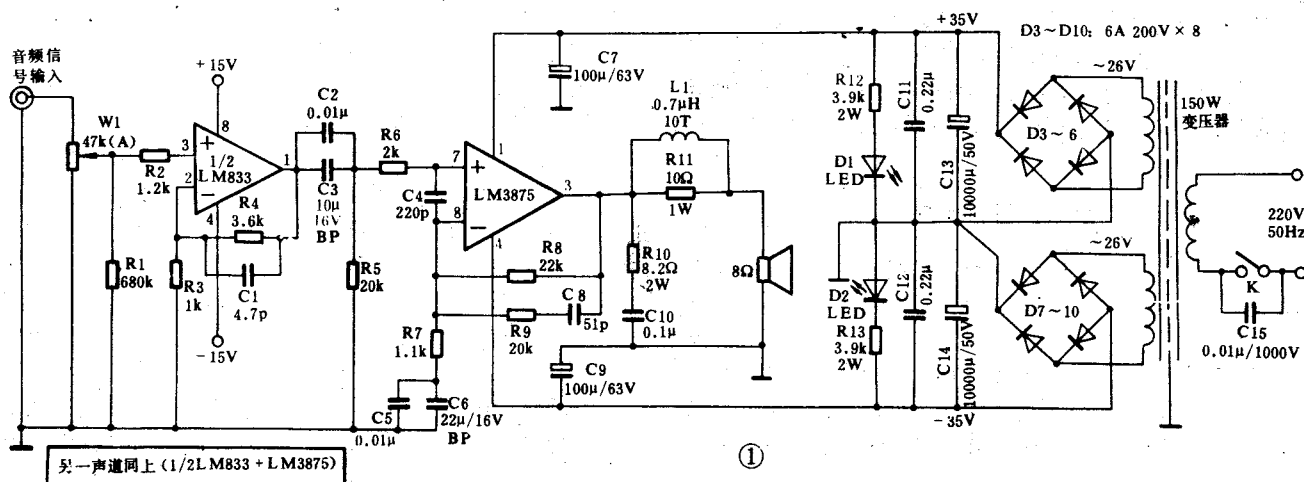 音频信
号输入
W1
47k(A)
R2
1.2k
R1
680k
+15V
8
3
1/2
LM833
2
1
4
R4
3.6k
C1
4.7p
R3
1k
-15V
C2
0.01μ
C3
10μ
16V
BP
R5
20k
R6
2k
C4
220p
7
8
LM3875
1
3
4
R8
22k
R9
20k
C8
51p
R7
1.1k
C5
0.01μ
C6
22μ/16V
BP
C7
100μ/63V
C9
100μ/63V
L1
0.7μH
10T
R11
10Ω
1W
R10
8.2Ω
2W
C10
0.1μ
8Ω
R12
3.9k
2W
D1
LED
D2
LED
R13
3.9k
2W
C11
0.22μ
C12
0.22μ
C13
10000μ/50V
C14
10000μ/50V
+35V
-35V
D3~D10: 6A 200V×8
~26V
D3~6
~26V
D7~10
150W
变压器
220V
50Hz
K
C15
0.01μ/1000V
另一声道同上(1/2LM833+LM3875)
①